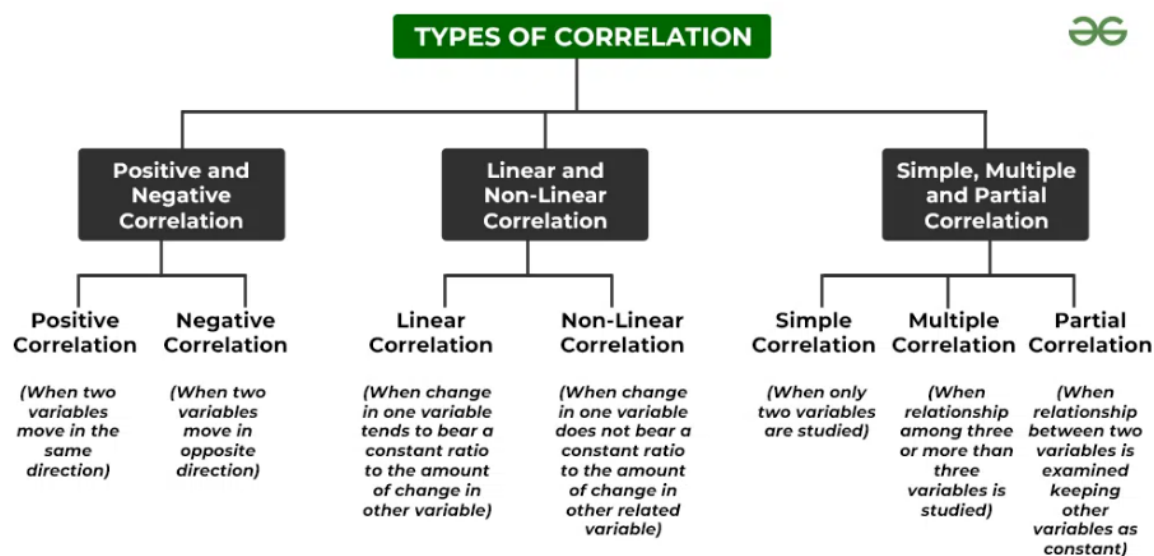 TYPES OF CORRELATION
Positive and
Negative
Correlation
Linear and
Non-Linear
Correlation
Simple, Multiple
and Partial
Correlation
Positive
Correlation
Negative
Correlation
Linear
Correlation
Non-Linear
Correlation
Simple
Correlation
Multiple
Correlation
Partial
Correlation
(When two
variables
move in the
same
direction)
(When two
variables
move in
opposite
direction)
(When change
in one variable
tends to bear a
constant ratio
to the amount
of change in
other variable)
(When change
in one variable
does not bear a
constant ratio
to the amount
of change in
other related
variable)
(When only
two variables
are studied)
(When
relationship
among three
or more than
three
variables is
studied)
(When
relationship
between two
variables is
examined
keeping
other
variables as
constant)